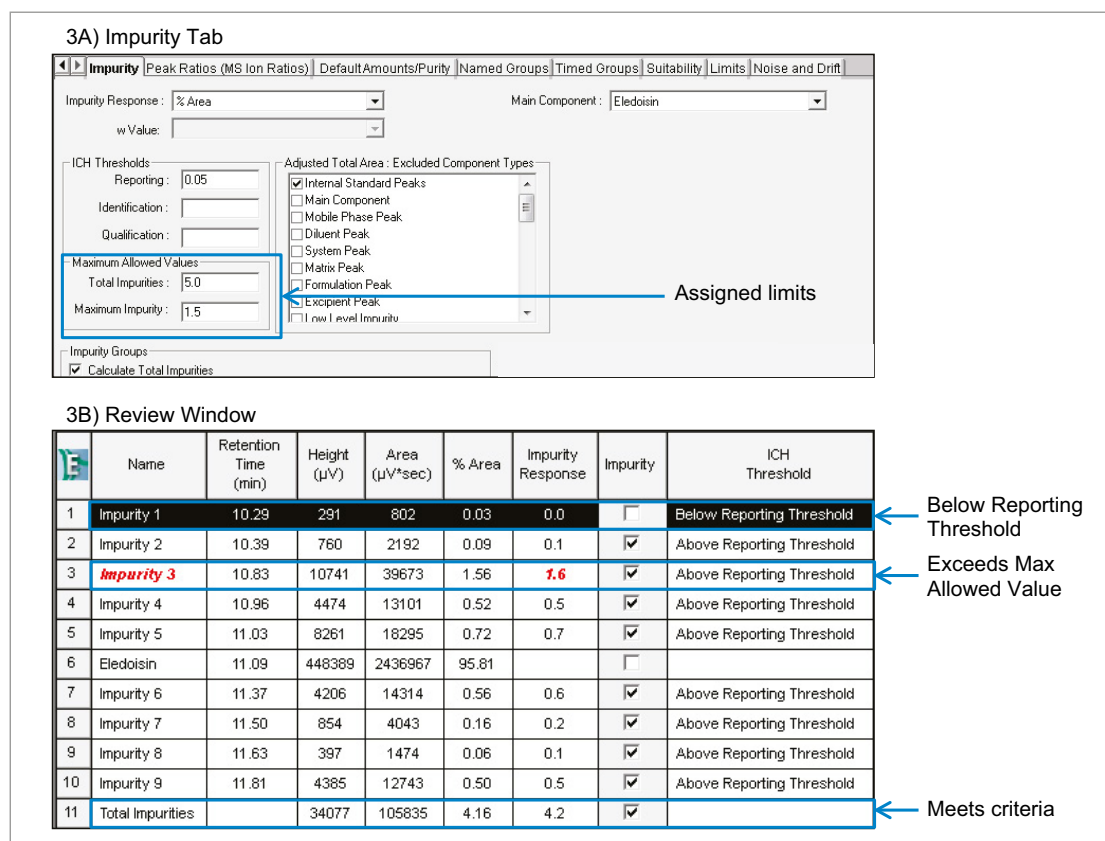 3A) Impurity Tab
Impurity Peak Ratios (MS Ion Ratios) Default Amounts/Purity Named Groups Timed Groups Suitability Limits Noise and Drift
Impurity Response : % Area Main Component : Eledoisin
w Value:
ICH Thresholds Adjusted Total Area : Excluded Component Types
Reporting : 0.05 Internal Standard Peaks
Main Component
Identification : Mobile Phase Peak
Diluent Peak
Qualification : System Peak
Maximum Allowed Values Matrix Peak
Total Impurities : 5.0 Formulation Peak Assigned limits
Excipient Peak
Maximum Impurity : 1.5 Low Level Impurity
Impurity Groups
Calculate Total Impurities
3B) Review Window
Name Retention Time (min) Height (µV) Area (µV*sec) % Area Impurity Response Impurity ICH Threshold
1 Impurity 1 10.29 291 802 0.03 0.0 Below Reporting Threshold Below Reporting Threshold
2 Impurity 2 10.39 760 2192 0.09 0.1 Above Reporting Threshold
3 Impurity 3 10.83 10741 39673 1.56 1.6 Above Reporting Threshold Exceeds Max Allowed Value
4 Impurity 4 10.96 4474 13101 0.52 0.5 Above Reporting Threshold
5 Impurity 5 11.03 8261 18295 0.72 0.7 Above Reporting Threshold
6 Eledoisin 11.09 448389 2436967 95.81
7 Impurity 6 11.37 4206 14314 0.56 0.6 Above Reporting Threshold
8 Impurity 7 11.50 854 4043 0.16 0.2 Above Reporting Threshold
9 Impurity 8 11.63 397 1474 0.06 0.1 Above Reporting Threshold
10 Impurity 9 11.81 4385 12743 0.50 0.5 Above Reporting Threshold
11 Total Impurities 34077 105835 4.16 4.2 Meets criteria